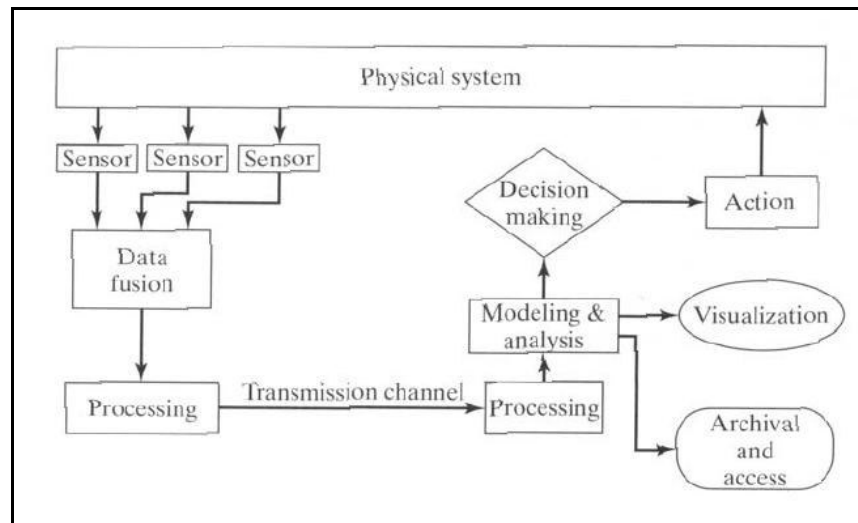 Physical system
Sensor
Sensor
Sensor
Decision
making
Action
Data
fusion
Modeling &
analysis
Visualization
Processing
Transmission channel
Processing
Archival
and
access